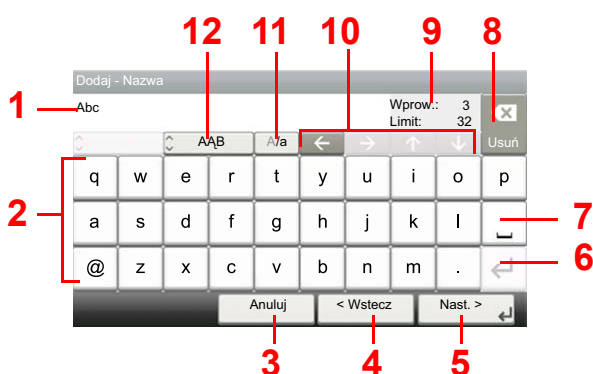 12 11 10 9 8
Dodaj - Nazwa
1 Abc Wprow.: 3
Limit: 32
AĄB A/a ← → ↑ ↓ Usuń
q w e r t y u i o p
2
a s d f g h j k l 7
@ z x c v b n m . 6
Anuluj < Wstecz Nast. >
3 4 5